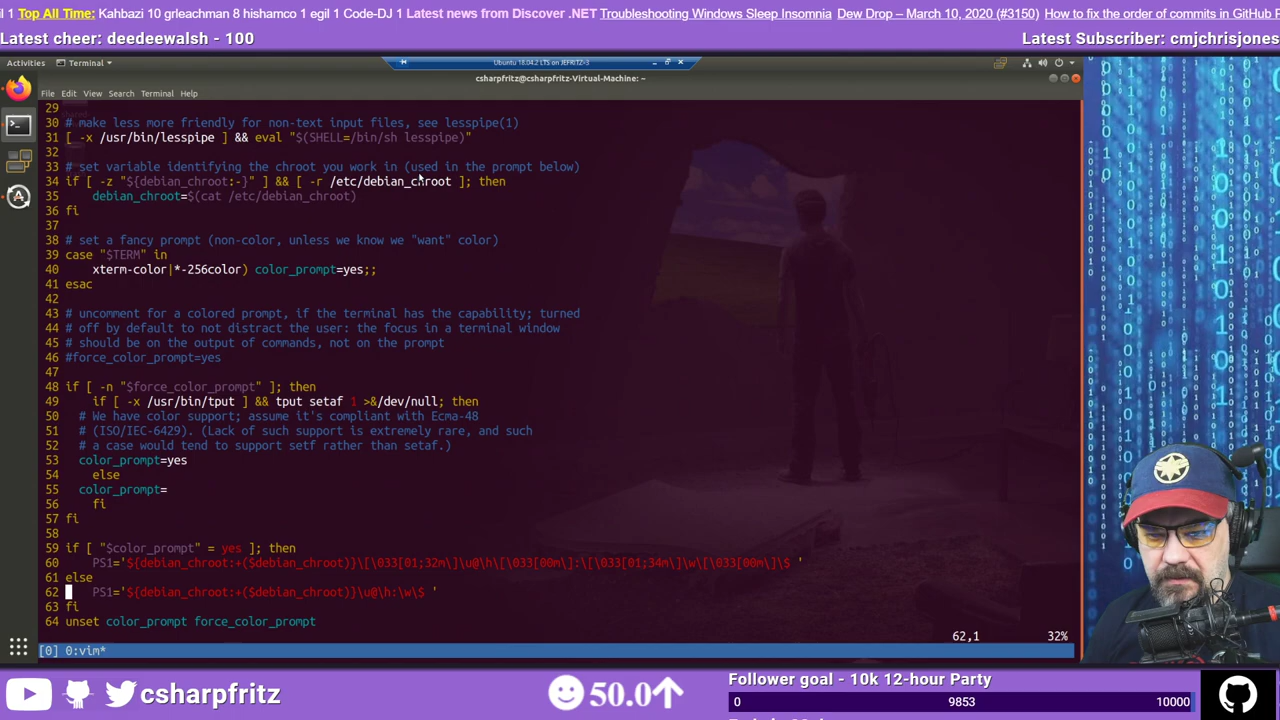 il 1 Top All Time: Kahbazi 10 grleachman 8 hishamco 1 egil 1 Code-DJ 1 Latest news from Discover .NET Troubleshooting Windows Sleep Insomnia Dew Drop – March 10, 2020 (#3150) How to fix the order of commits in GitHub P
Latest cheer: deedeewalsh - 100
Latest Subscriber: cmjchrisjones
Activities
Terminal
Ubuntu 18.04.2 LTS on JEFRITZ-3
csharpfritz@csharpfritz-Virtual-Machine: ~
File Edit View Search Terminal Help
29
30 # make less more friendly for non-text input files, see lesspipe(1)
31 [ -x /usr/bin/lesspipe ] && eval "$(SHELL=/bin/sh lesspipe)"
32
33 # set variable identifying the chroot you work in (used in the prompt below)
34 if [ -z "${debian_chroot:-}" ] && [ -r /etc/debian_chroot ]; then
35     debian_chroot=$(cat /etc/debian_chroot)
36 fi
37
38 # set a fancy prompt (non-color, unless we know we "want" color)
39 case "$TERM" in
40     xterm-color|*-256color) color_prompt=yes;;
41 esac
42
43 # uncomment for a colored prompt, if the terminal has the capability; turned
44 # off by default to not distract the user: the focus in a terminal window
45 # should be on the output of commands, not on the prompt
46 #force_color_prompt=yes
47
48 if [ -n "$force_color_prompt" ]; then
49     if [ -x /usr/bin/tput ] && tput setaf 1 >&/dev/null; then
50   # We have color support; assume it's compliant with Ecma-48
51   # (ISO/IEC-6429). (Lack of such support is extremely rare, and such
52   # a case would tend to support setf rather than setaf.)
53   color_prompt=yes
54     else
55   color_prompt=
56     fi
57 fi
58
59 if [ "$color_prompt" = yes ]; then
60     PS1='${debian_chroot:+($debian_chroot)}\[\033[01;32m\]\u@\h\[\033[00m\]:\[\033[01;34m\]\w\[\033[00m\]\$ '
61 else
62     PS1='${debian_chroot:+($debian_chroot)}\u@\h:\w\$ '
63 fi
64 unset color_prompt force_color_prompt
62,1 32%
[0] 0:vim*
csharpfritz
50.0
Follower goal - 10k 12-hour Party
0 9853 10000